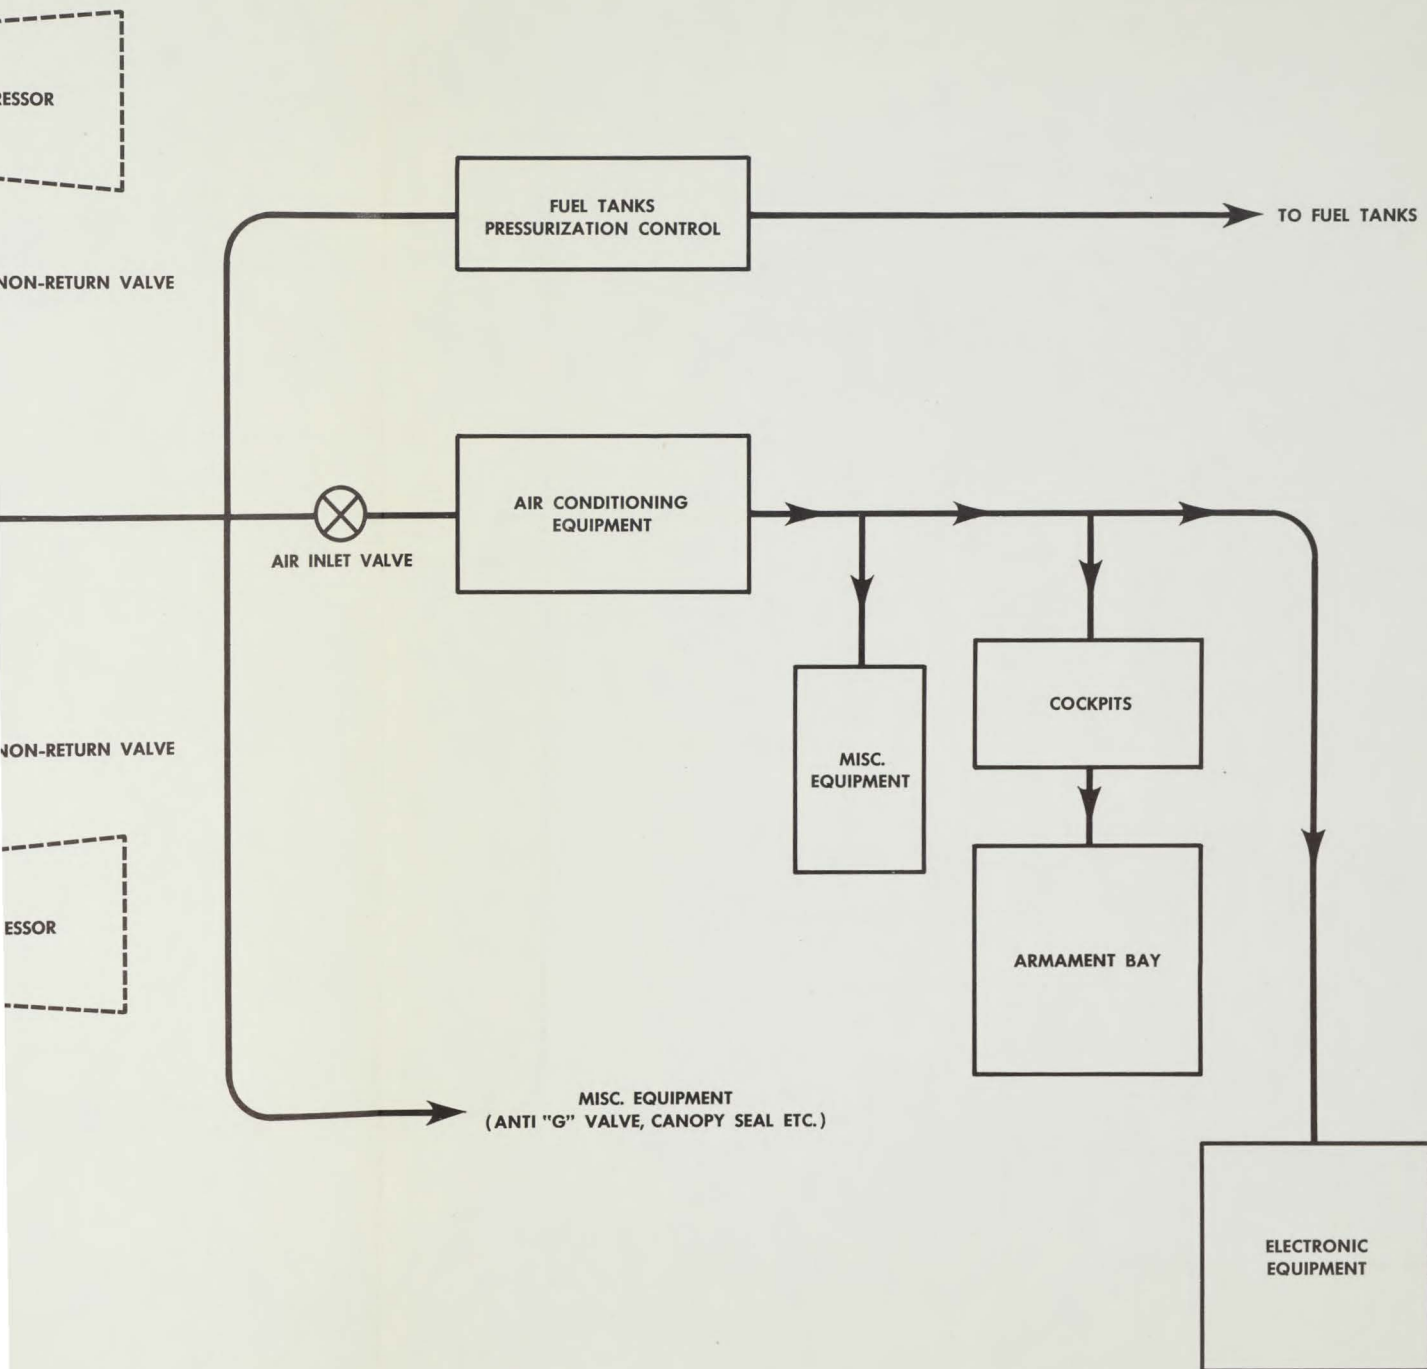 RESSOR
FUEL TANKS
PRESSURIZATION CONTROL
TO FUEL TANKS
NON-RETURN VALVE
AIR CONDITIONING
EQUIPMENT
AIR INLET VALVE
COCKPITS
NON-RETURN VALVE
MISC.
EQUIPMENT
ESSOR
ARMAMENT BAY
MISC. EQUIPMENT
(ANTI "G" VALVE, CANOPY SEAL ETC.)
ELECTRONIC
EQUIPMENT